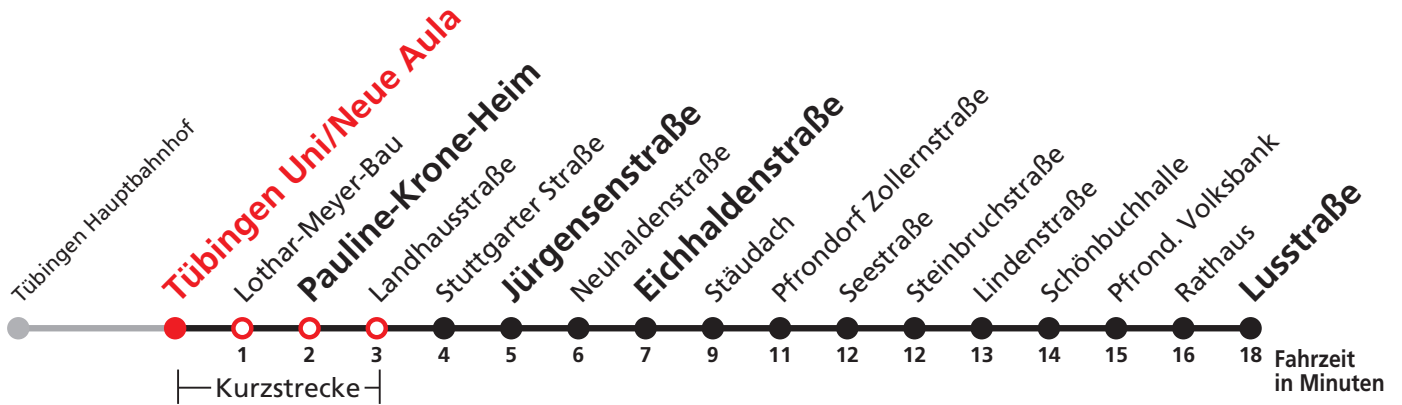 Tübingen Hauptbahnhof
Tübingen Uni/Neue Aula
Lothar-Meyer-Bau
Pauline-Krone-Heim
Landhausstraße
Stuttgarter Straße
Jürgensenstraße
Neuhaldenstraße
Eichhaldenstraße
Stäudach
Pfrondorf Zollernstraße
Seestraße
Steinbruchstraße
Lindenstraße
Schönbuchhalle
Pfrond. Volksbank
Rathaus
Lusstraße
1 2 3 4 5 6 7 9 11 12 12 13 14 15 16 18
Fahrzeit
in Minuten
Kurzstrecke